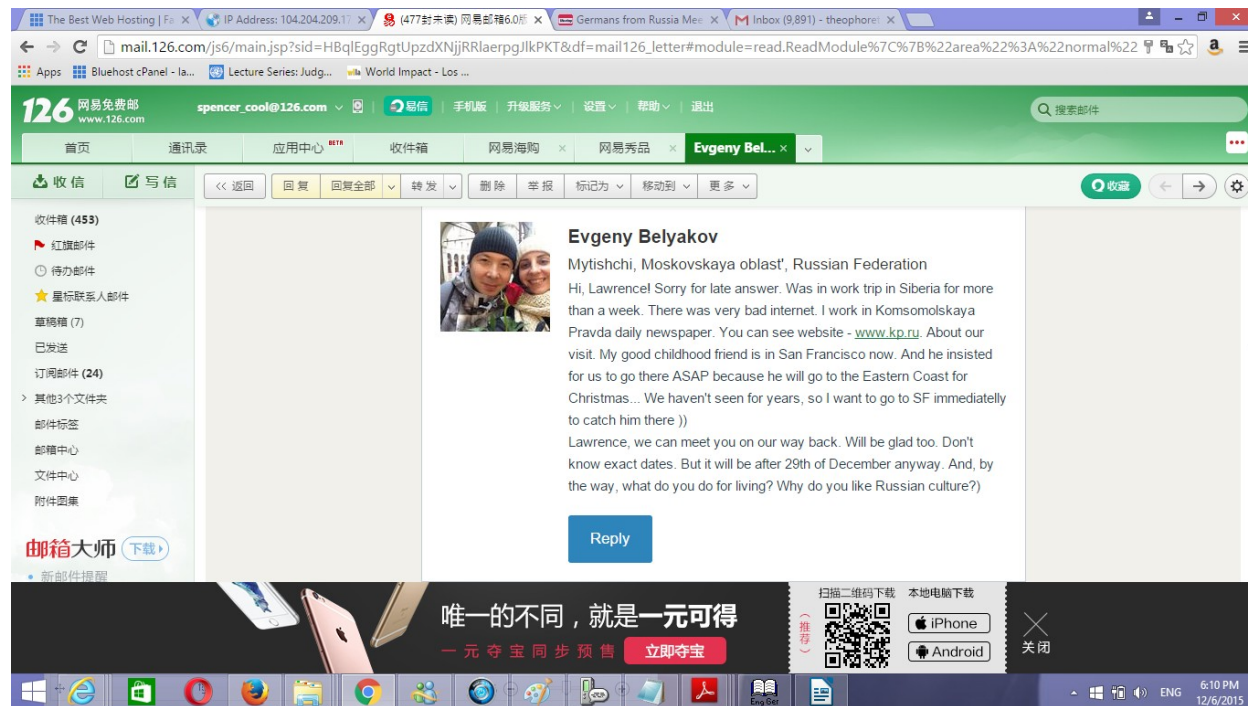 The Best Web Hosting | Fa
IP Address: 104.204.209.17
(477封未读) 网易邮箱6.0版
Germans from Russia Mee
Inbox (9,891) - theophore
mail.126.com/js6/main.jsp?sid=HBqlEggRgtUpzdXNjjRRlaerpgJlkPKT&df=mail126_letter#module=read.ReadModule%7C%7B%22area%22%3A%22normal%22
Apps
Bluehost cPanel - la...
Lecture Series: Judg...
World Impact - Los ...
126 网易免费邮
www.126.com
spencer_cool@126.com
易信 | 手机版 | 升级服务 | 设置 | 帮助 | 退出
搜索邮件
首页
通讯录
应用中心 BETA
收件箱
网易海购 ×
网易秀品 ×
Evgeny Bel... ×
收信
写信
<< 返回
回复
回复全部
转发
删除
举报
标记为
移动到
更多
收藏
收件箱 (453)
红旗邮件
待办邮件
星标联系人邮件
草稿箱 (7)
已发送
订阅邮件 (24)
其他3个文件夹
邮件标签
邮箱中心
文件中心
附件图集
邮箱大师 下载
• 新邮件提醒
Evgeny Belyakov
Mytishchi, Moskovskaya oblast', Russian Federation
Hi, Lawrence! Sorry for late answer. Was in work trip in Siberia for more
than a week. There was very bad internet. I work in Komsomolskaya
Pravda daily newspaper. You can see website - www.kp.ru. About our
visit. My good childhood friend is in San Francisco now. And he insisted
for us to go there ASAP because he will go to the Eastern Coast for
Christmas... We haven't seen for years, so I want to go to SF immediatelly
to catch him there ))
Lawrence, we can meet you on our way back. Will be glad too. Don't
know exact dates. But it will be after 29th of December anyway. And, by
the way, what do you do for living? Why do you like Russian culture?)
Reply
唯一的不同，就是一元可得
一元夺宝同步预售 立即夺宝
（推荐）
扫描二维码下载
本地电脑下载
iPhone
Android
关闭
Eng Ger
ENG
6:10 PM
12/6/2015